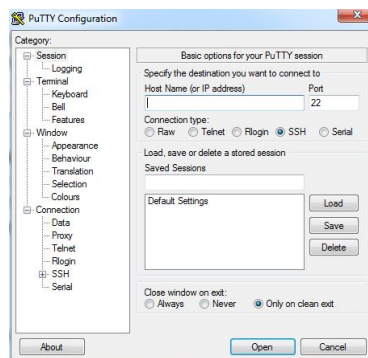 PuTTY Configuration
Category:
Session
Logging
Terminal
Keyboard
Bell
Features
Window
Appearance
Behaviour
Translation
Selection
Colours
Connection
Data
Proxy
Telnet
Rlogin
SSH
Serial
Basic options for your PuTTY session
Specify the destination you want to connect to
Host Name (or IP address) Port
22
Connection type:
Raw Telnet Rlogin SSH Serial
Load, save or delete a stored session
Saved Sessions
Default Settings
Load
Save
Delete
Close window on exit:
Always Never Only on clean exit
About Open Cancel